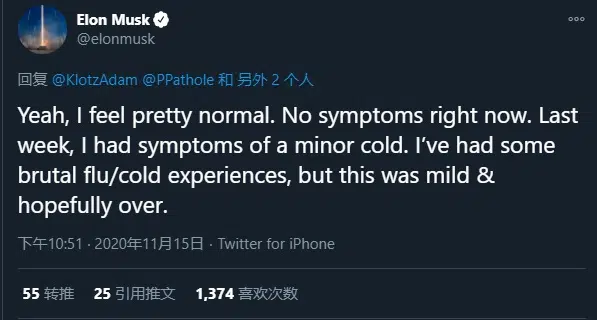 Elon Musk
@elonmusk
回复 @KlotzAdam @PPathole 和 另外 2 个人
Yeah, I feel pretty normal. No symptoms right now. Last
week, I had symptoms of a minor cold. I’ve had some
brutal flu/cold experiences, but this was mild &
hopefully over.
下午10:51 · 2020年11月15日 · Twitter for iPhone
55 转推 25 引用推文 1,374 喜欢次数